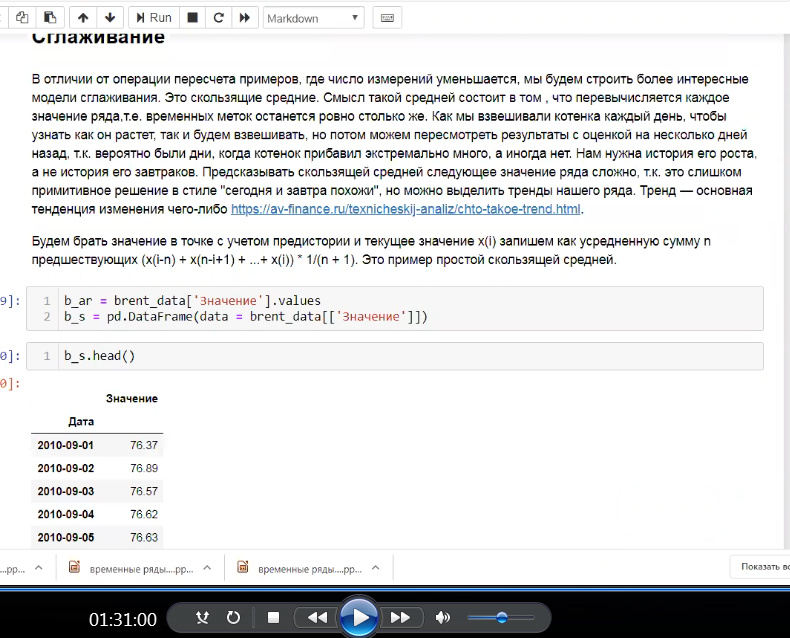 Run
Markdown
Сглаживание
В отличии от операции пересчета примеров, где число измерений уменьшается, мы будем строить более интересные
модели сглаживания. Это скользящие средние. Смысл такой средней состоит в том , что перевычисляется каждое
значение ряда,т.е. временных меток останется ровно столько же. Как мы взвешивали котенка каждый день, чтобы
узнать как он растет, так и будем взвешивать, но потом можем пересмотреть результаты с оценкой на несколько дней
назад, т.к. вероятно были дни, когда котенок прибавил экстремально много, а иногда нет. Нам нужна история его роста,
а не история его завтраков. Предсказывать скользящей средней следующее значение ряда сложно, т.к. это слишком
примитивное решение в стиле "сегодня и завтра похожи", но можно выделить тренды нашего ряда. Тренд — основная
тенденция изменения чего-либо https://av-finance.ru/texnicheskij-analiz/chto-takoe-trend.html.
Будем брать значение в точке с учетом предистории и текущее значение x(i) запишем как усредненную сумму n
предшествующих (x(i-n) + x(n-i+1) + ...+ x(i)) * 1/(n + 1). Это пример простой скользящей средней.
9]: 1 b_ar = brent_data['Значение'].values
2 b_s = pd.DataFrame(data = brent_data[['Значение']])
0]: 1 b_s.head()
0]:
Значение
Дата
2010-09-01 76.37
2010-09-02 76.89
2010-09-03 76.57
2010-09-04 76.62
2010-09-05 76.63
...pp... временные ряды....pp... временные ряды....pp... Показать вс
01:31:00